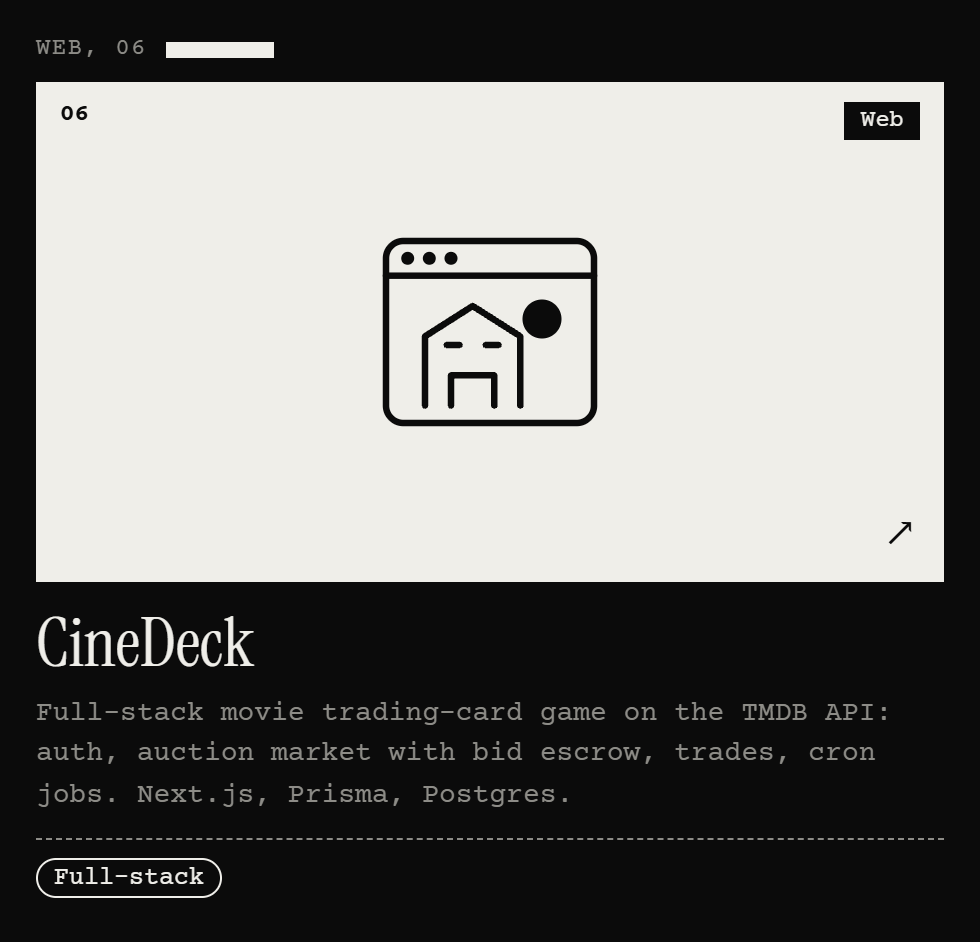 WEB, 06
06
Web
↗
CineDeck
Full-stack movie trading-card game on the TMDB API:
auth, auction market with bid escrow, trades, cron
jobs. Next.js, Prisma, Postgres.
Full-stack